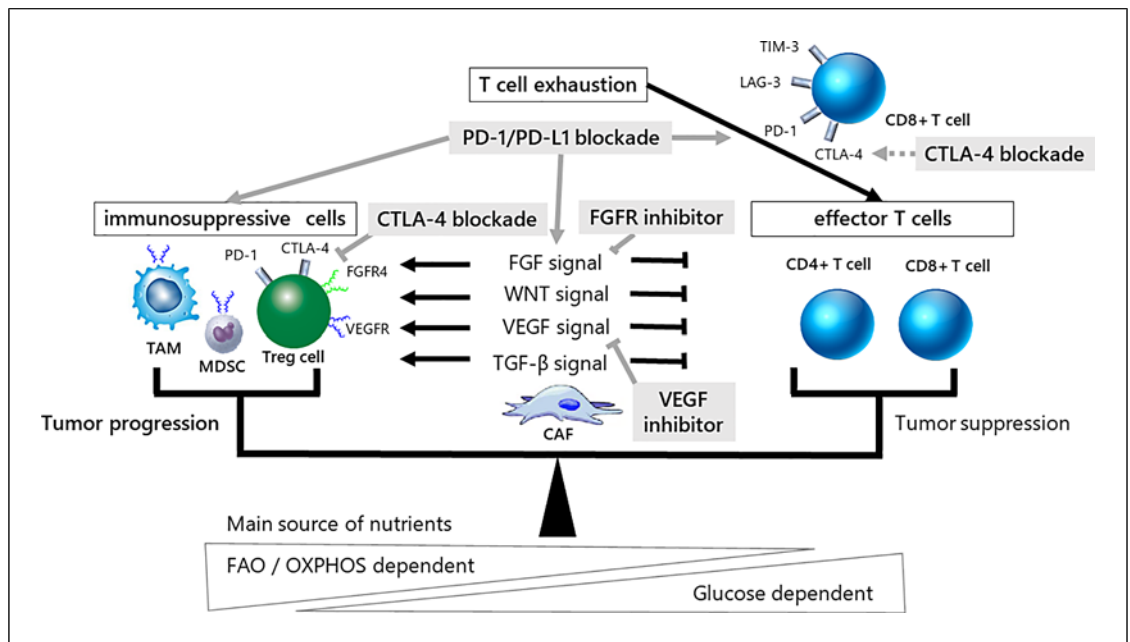 TIM-3
T cell exhaustion
LAG-3
PD-1
CD8+ T cell
PD-1/PD-L1 blockade
CTLA-4
CTLA-4 blockade
immunosuppressive cells
CTLA-4 blockade
FGFR inhibitor
effector T cells
PD-1
CTLA-4
FGFR4
FGF signal
CD4+ T cell
CD8+ T cell
WNT signal
VEGFR
VEGF signal
TAM
MDSC
Treg cell
TGF-β signal
Tumor progression
CAF
VEGF
inhibitor
Tumor suppression
Main source of nutrients
FAO / OXPHOS dependent
Glucose dependent